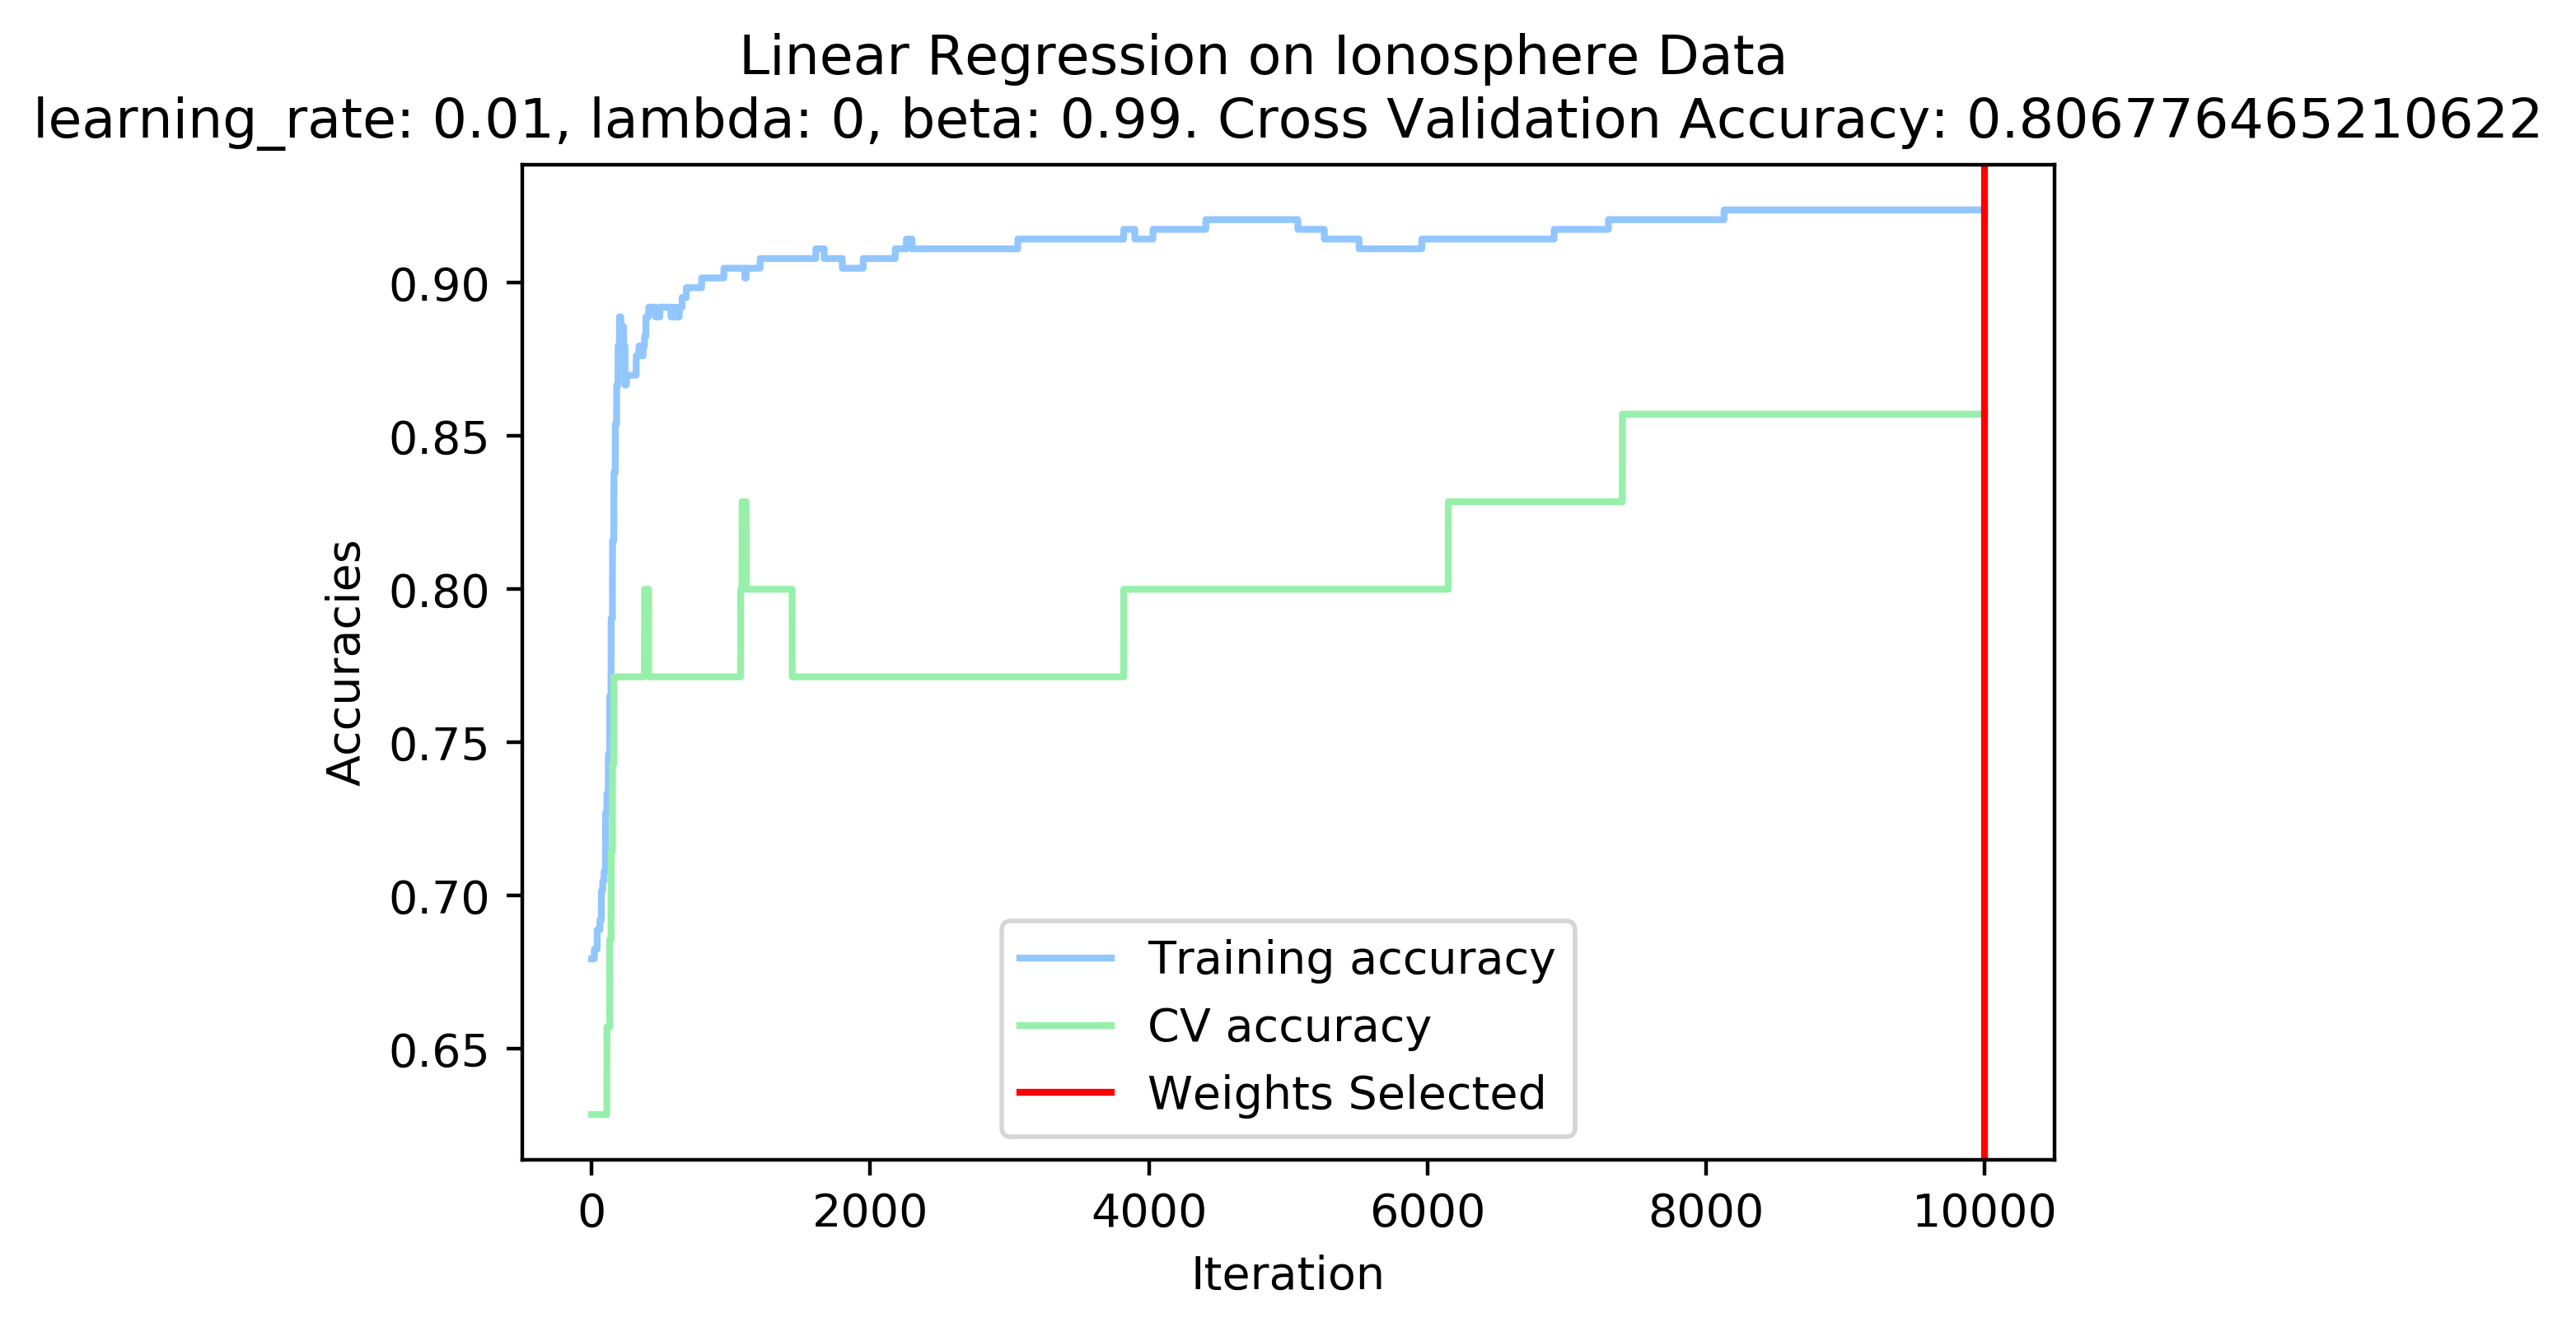 Linear Regression on Ionosphere Data
learning_rate: 0.01, lambda: 0, beta: 0.99. Cross Validation Accuracy: 0.806776465210622
0.90
0.85
0.80
0.75
0.70
0.65
Accuracies
Training accuracy
CV accuracy
Weights Selected
0 2000 4000 6000 8000 10000
Iteration